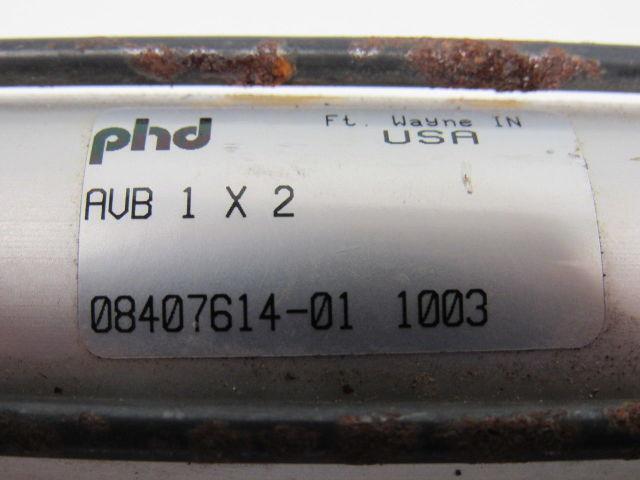 phd
Ft. Wayne IN
USA
AVB 1 X 2
08407614-01 1003